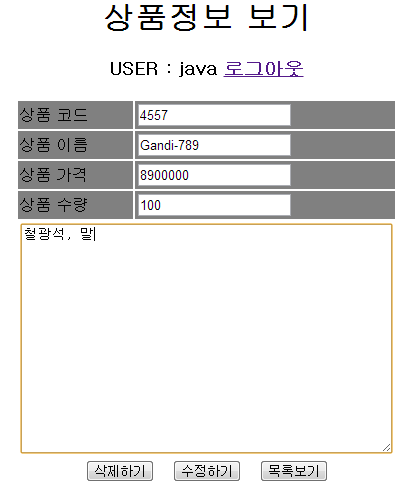 상품정보 보기
USER : java 로그아웃
상품 코드 4557
상품 이름 Gandi-789
상품 가격 8900000
상품 수량 100
철광석, 말
삭제하기 수정하기 목록보기